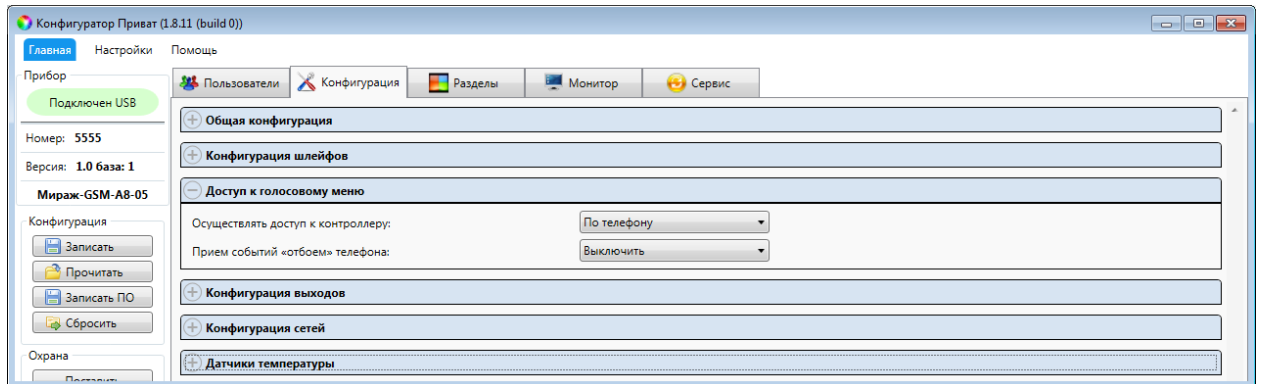 Конфигуратор Приват (1.8.11 (build 0))
Главная Настройки Помощь
Прибор
Подключен USB
Номер: 5555
Версия: 1.0 база: 1
Мираж-GSM-A8-05
Конфигурация
Записать
Прочитать
Записать ПО
Сбросить
Охрана
Поставить
Пользователи Конфигурация Разделы Монитор Сервис
Общая конфигурация
Конфигурация шлейфов
Доступ к голосовому меню
Осуществлять доступ к контроллеру: По телефону
Прием событий «отбоем» телефона: Выключить
Конфигурация выходов
Конфигурация сетей
Датчики температуры